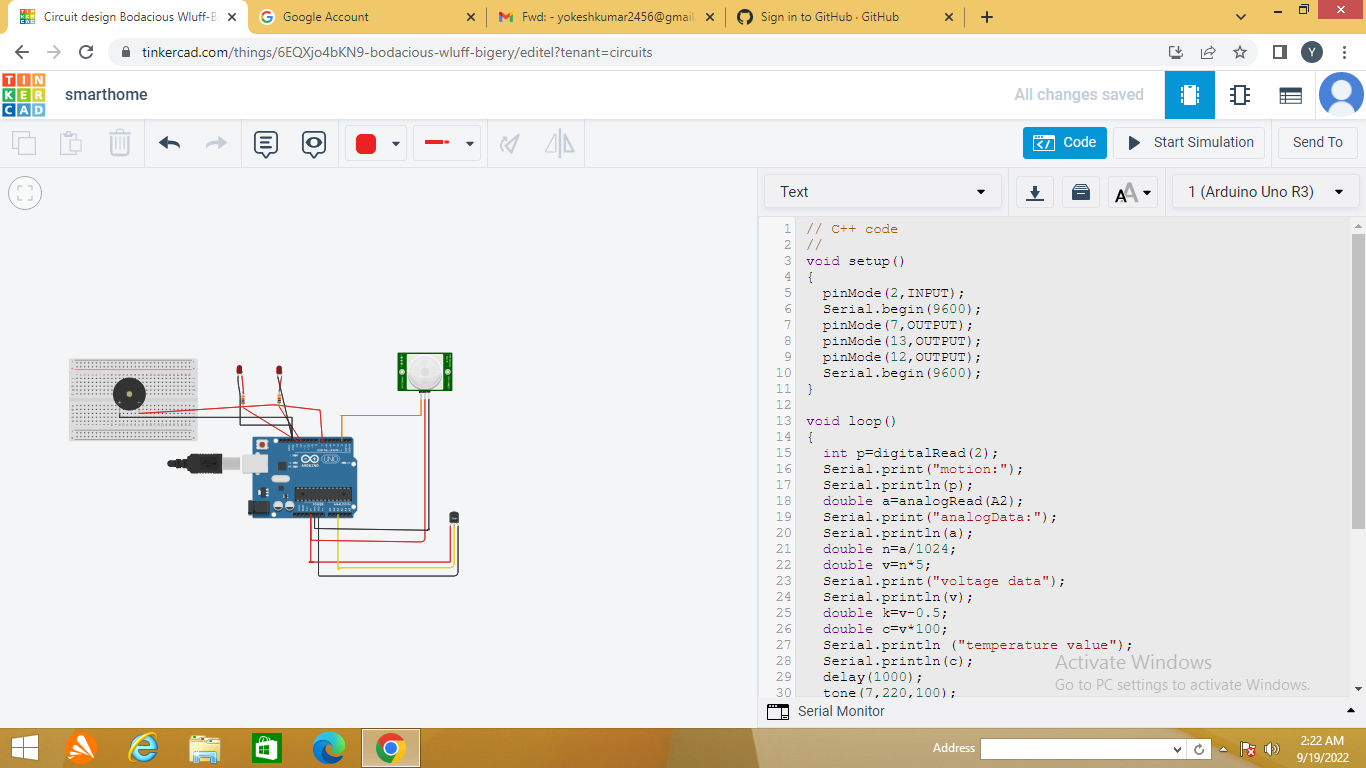 Circuit design Bodacious Wluff-B
Google Account
Fwd: - yokeshkumar2456@gmail.
Sign in to GitHub · GitHub
tinkercad.com/things/6EQXjo4bKN9-bodacious-wluff-bigery/editel?tenant=circuits
Y
TIN
KER
CAD
smarthome
All changes saved
Code
Start Simulation
Send To
Text
1 (Arduino Uno R3)
1 // C++ code
2 //
3 void setup()
4 {
5 pinMode(2,INPUT);
6 Serial.begin(9600);
7 pinMode(7,OUTPUT);
8 pinMode(13,OUTPUT);
9 pinMode(12,OUTPUT);
10 Serial.begin(9600);
11 }
12
13 void loop()
14 {
15 int p=digitalRead(2);
16 Serial.print("motion:");
17 Serial.println(p);
18 double a=analogRead(A2);
19 Serial.print("analogData:");
20 Serial.println(a);
21 double n=a/1024;
22 double v=n*5;
23 Serial.print("voltage data");
24 Serial.println(v);
25 double k=v-0.5;
26 double c=v*100;
27 Serial.println ("temperature value");
28 Serial.println(c);
29 delay(1000);
30 tone(7,220,100);
UNO
ARDUINO
Activate Windows
Go to PC settings to activate Windows.
Serial Monitor
Address
2:22 AM
9/19/2022